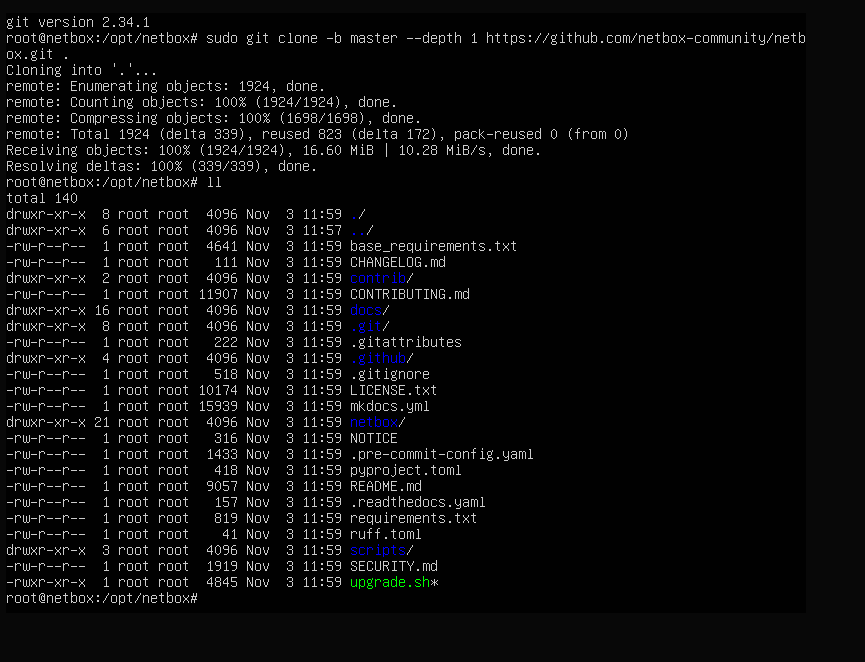 git version 2.34.1
root@netbox:/opt/netbox# sudo git clone -b master --depth 1 https://github.com/netbox-community/netb
ox.git .
Cloning into '.'...
remote: Enumerating objects: 1924, done.
remote: Counting objects: 100% (1924/1924), done.
remote: Compressing objects: 100% (1698/1698), done.
remote: Total 1924 (delta 339), reused 823 (delta 172), pack-reused 0 (from 0)
Receiving objects: 100% (1924/1924), 16.60 MiB | 10.28 MiB/s, done.
Resolving deltas: 100% (339/339), done.
root@netbox:/opt/netbox# ll
total 140
drwxr-xr-x  8 root root  4096 Nov  3 11:59 ./
drwxr-xr-x  6 root root  4096 Nov  3 11:57 ../
-rw-r--r--  1 root root  4641 Nov  3 11:59 base_requirements.txt
-rw-r--r--  1 root root   111 Nov  3 11:59 CHANGELOG.md
drwxr-xr-x  2 root root  4096 Nov  3 11:59 contrib/
-rw-r--r--  1 root root 11907 Nov  3 11:59 CONTRIBUTING.md
drwxr-xr-x 16 root root  4096 Nov  3 11:59 docs/
drwxr-xr-x  8 root root  4096 Nov  3 11:59 .git/
-rw-r--r--  1 root root   222 Nov  3 11:59 .gitattributes
drwxr-xr-x  4 root root  4096 Nov  3 11:59 .github/
-rw-r--r--  1 root root   518 Nov  3 11:59 .gitignore
-rw-r--r--  1 root root 10174 Nov  3 11:59 LICENSE.txt
-rw-r--r--  1 root root 15939 Nov  3 11:59 mkdocs.yml
drwxr-xr-x 21 root root  4096 Nov  3 11:59 netbox/
-rw-r--r--  1 root root   316 Nov  3 11:59 NOTICE
-rw-r--r--  1 root root  1433 Nov  3 11:59 .pre-commit-config.yaml
-rw-r--r--  1 root root   418 Nov  3 11:59 pyproject.toml
-rw-r--r--  1 root root  9057 Nov  3 11:59 README.md
-rw-r--r--  1 root root   157 Nov  3 11:59 .readthedocs.yaml
-rw-r--r--  1 root root   819 Nov  3 11:59 requirements.txt
-rw-r--r--  1 root root    41 Nov  3 11:59 ruff.toml
drwxr-xr-x  3 root root  4096 Nov  3 11:59 scripts/
-rw-r--r--  1 root root  1919 Nov  3 11:59 SECURITY.md
-rwxr-xr-x  1 root root  4845 Nov  3 11:59 upgrade.sh*
root@netbox:/opt/netbox#